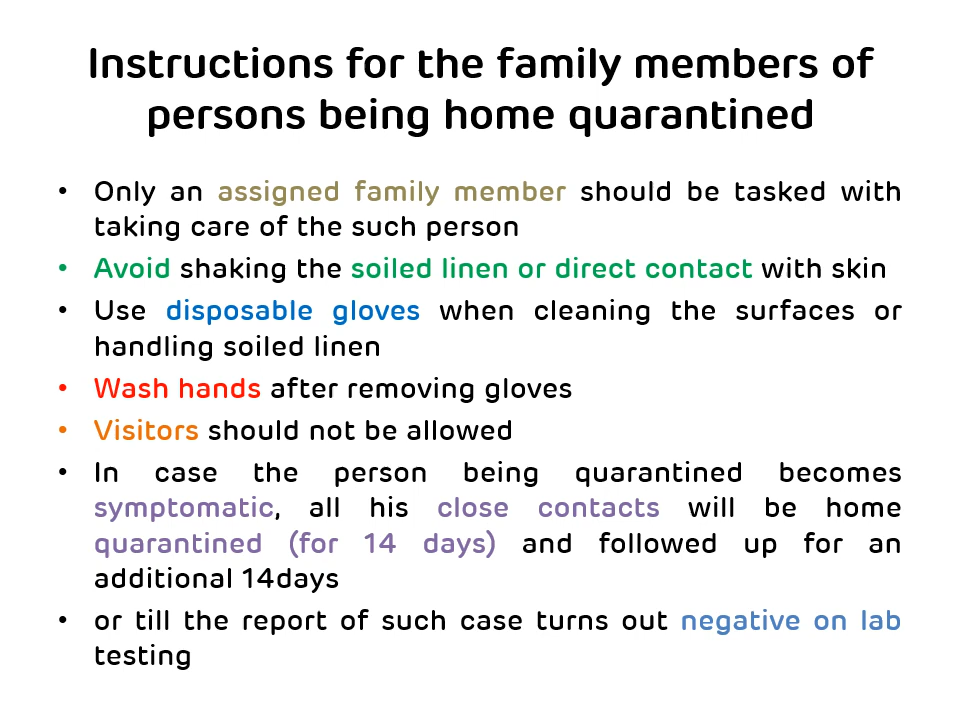 Instructions for the family members of
persons being home quarantined
• Only an assigned family member should be tasked with
taking care of the such person
• Avoid shaking the soiled linen or direct contact with skin
• Use disposable gloves when cleaning the surfaces or
handling soiled linen
• Wash hands after removing gloves
• Visitors should not be allowed
• In case the person being quarantined becomes
symptomatic, all his close contacts will be home
quarantined (for 14 days) and followed up for an
additional 14days
• or till the report of such case turns out negative on lab
testing